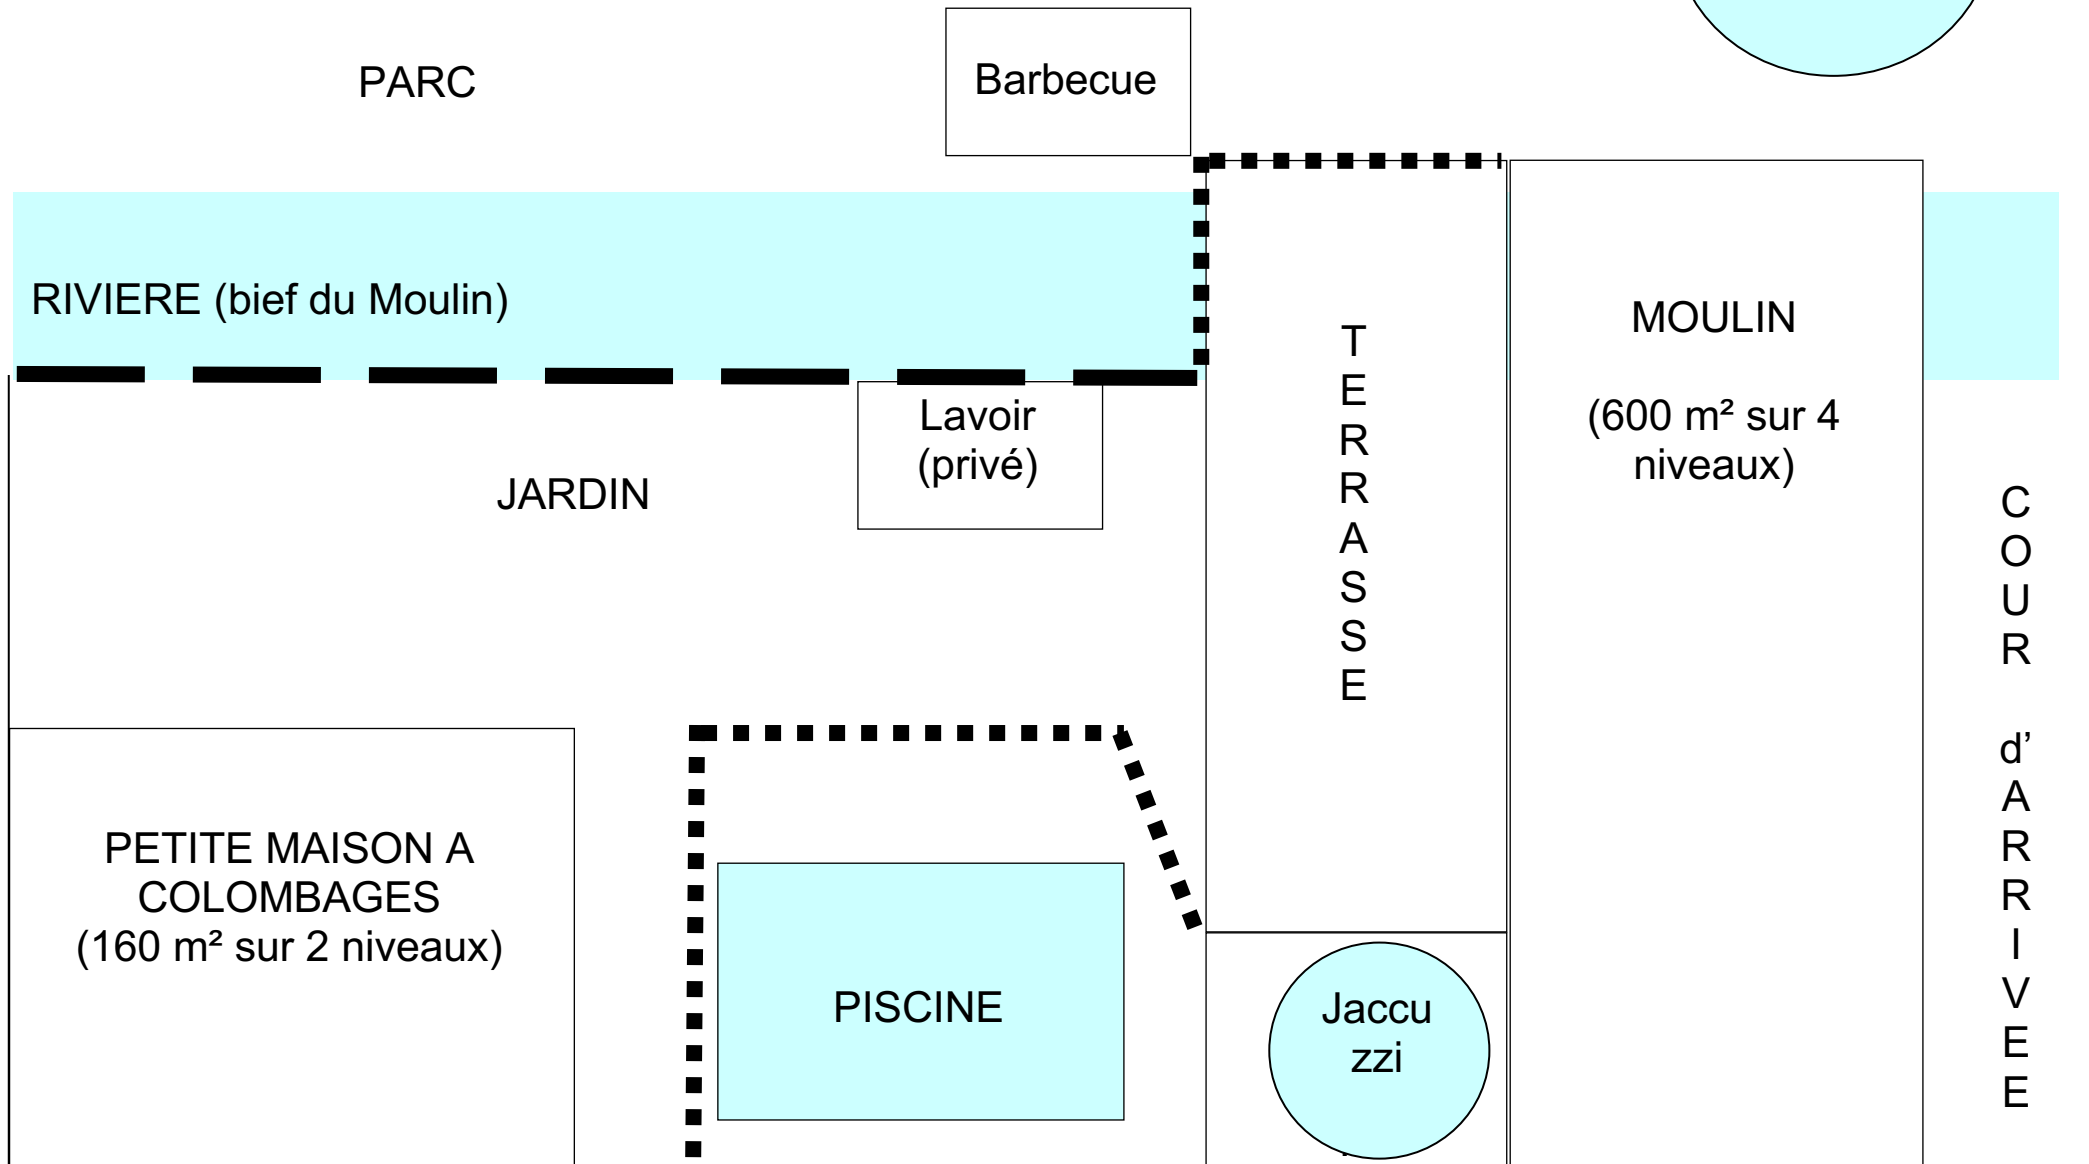 PARC
Barbecue
RIVIERE (bief du Moulin)
MOULIN
(600 m² sur 4
niveaux)
T
E
R
R
A
S
S
E
Lavoir
(privé)
JARDIN
C
O
U
R
d’
A
R
R
I
V
E
E
PETITE MAISON A
COLOMBAGES
(160 m² sur 2 niveaux)
PISCINE
Jaccu
zzi